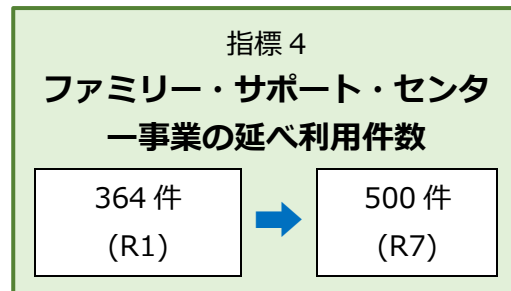 指標 4
ファミリー・サポート・センタ
ー事業の延べ利用件数
364 件
(R1)
500 件
(R7)